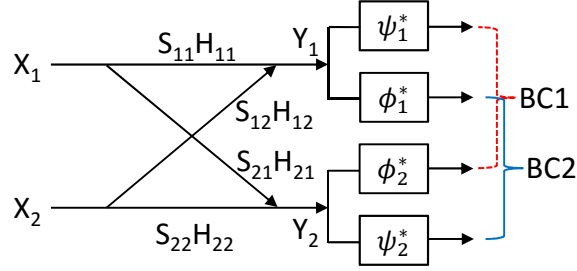 S₁₁H₁₁
Y₁
ψ₁*
X₁
ϕ₁*
BC1
S₁₂H₁₂
S₂₁H₂₁
ϕ₂*
BC2
X₂
S₂₂H₂₂
Y₂
ψ₂*